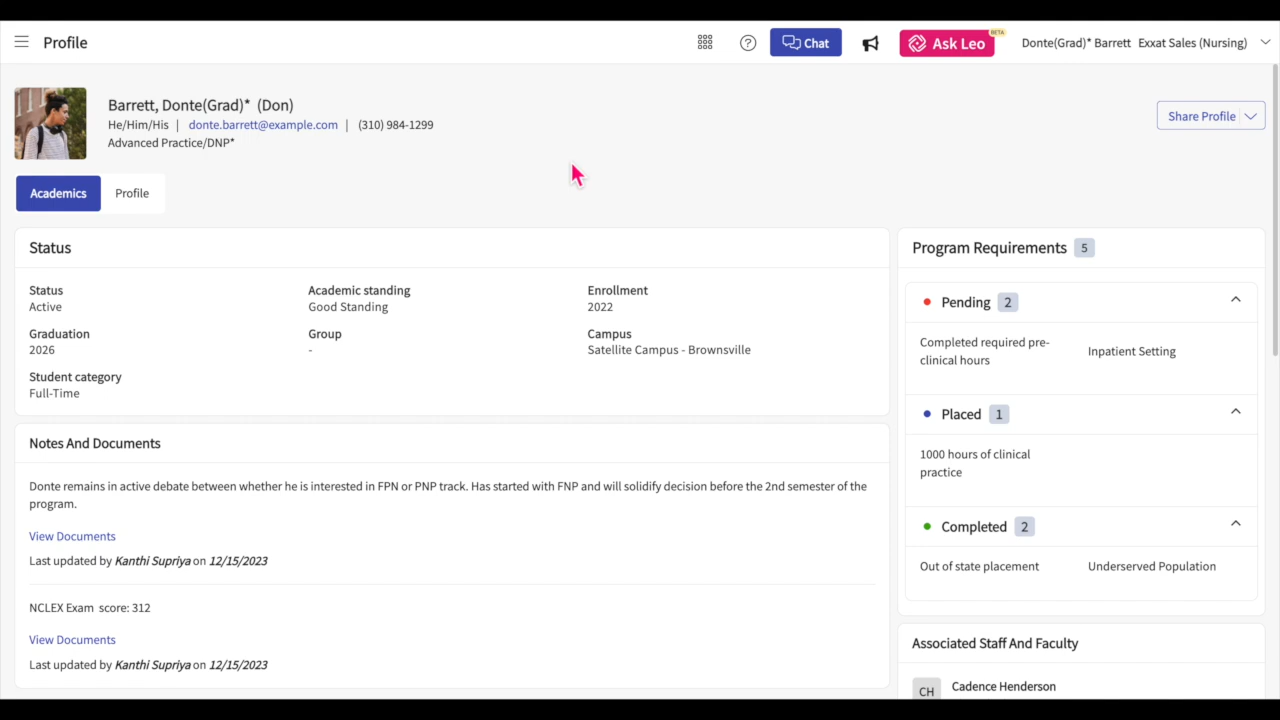 Profile
Chat
Ask Leo
BETA
Donte(Grad)* Barrett Exxat Sales (Nursing)
Barrett, Donte(Grad)* (Don)
He/Him/His | donte.barrett@example.com | (310) 984-1299
Advanced Practice/DNP*
Share Profile
Academics
Profile
Status
Status
Active
Academic standing
Good Standing
Enrollment
2022
Graduation
2026
Group
-
Campus
Satellite Campus - Brownsville
Student category
Full-Time
Notes And Documents
Donte remains in active debate between whether he is interested in FPN or PNP track. Has started with FNP and will solidify decision before the 2nd semester of the
program.
View Documents
Last updated by Kanthi Supriya on 12/15/2023
NCLEX Exam score: 312
View Documents
Last updated by Kanthi Supriya on 12/15/2023
Program Requirements 5
Pending 2
Completed required pre-
clinical hours
Inpatient Setting
Placed 1
1000 hours of clinical
practice
Completed 2
Out of state placement
Underserved Population
Associated Staff And Faculty
CH
Cadence Henderson